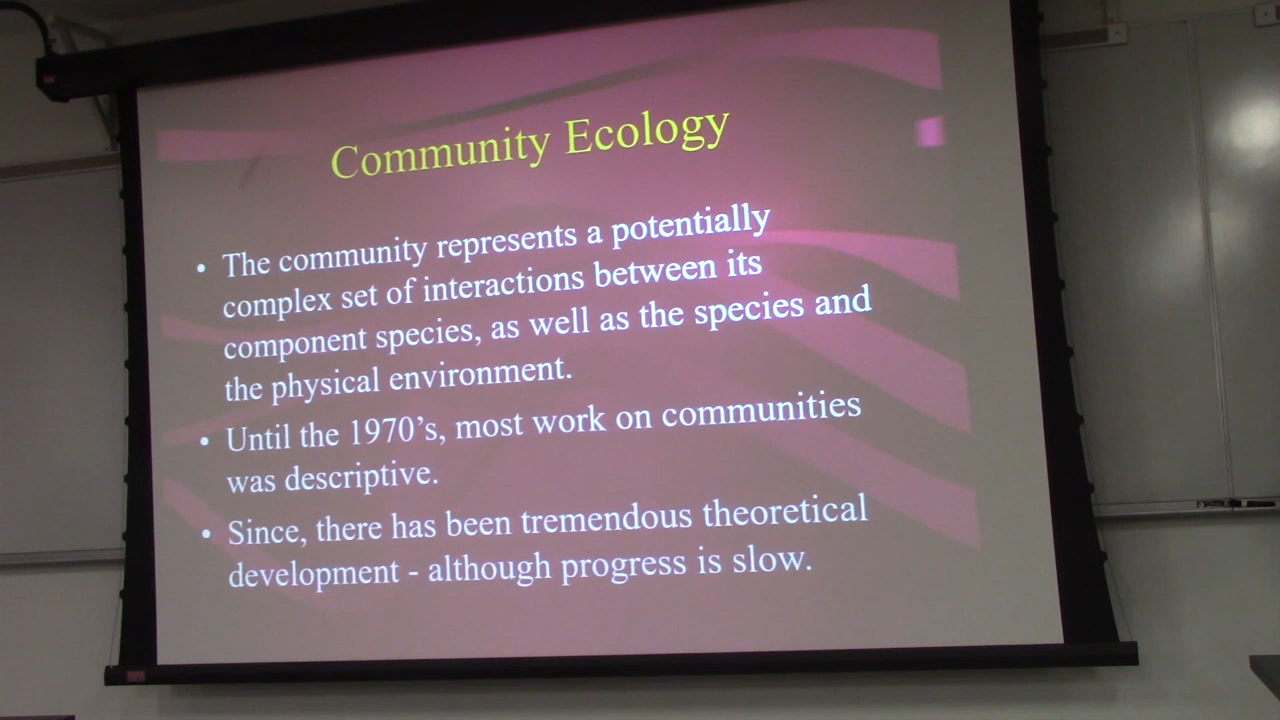 Community Ecology
• The community represents a potentially
complex set of interactions between its
component species, as well as the species and
the physical environment.
• Until the 1970's, most work on communities
was descriptive.
• Since, there has been tremendous theoretical
development - although progress is slow.